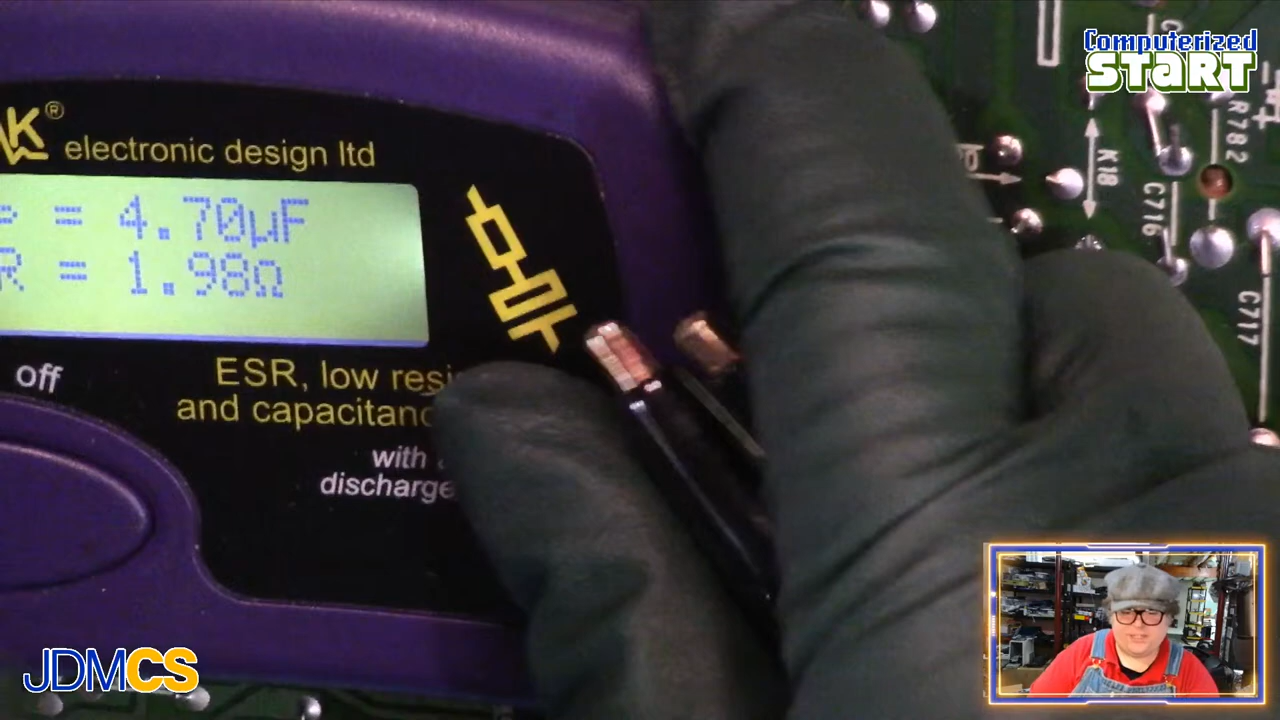 Computerized
START
K®
electronic design ltd
= 4.70µF
R = 1.98Ω
off
ESR, low resi
and capacitanc
with a
discharge
R782
K18
C716
C717
JDMCS